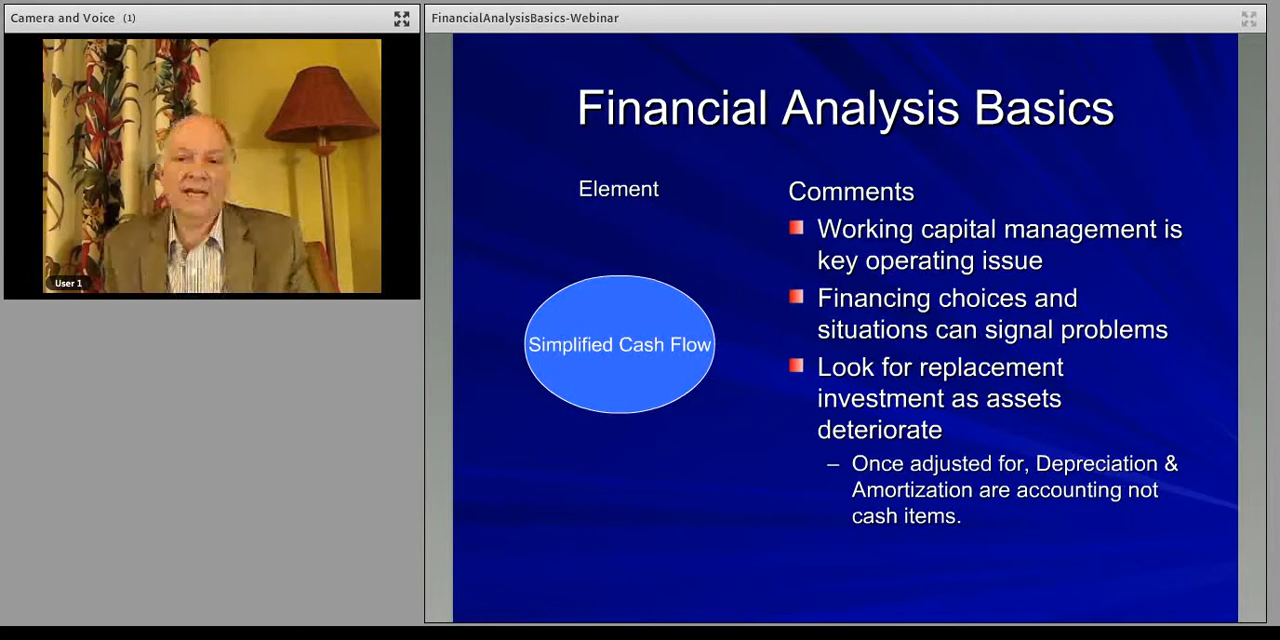 Camera and Voice (1)
User 1
FinancialAnalysisBasics-Webinar
Financial Analysis Basics
Element
Simplified Cash Flow
Comments
Working capital management is
key operating issue
Financing choices and
situations can signal problems
Look for replacement
investment as assets
deteriorate
– Once adjusted for, Depreciation &
Amortization are accounting not
cash items.